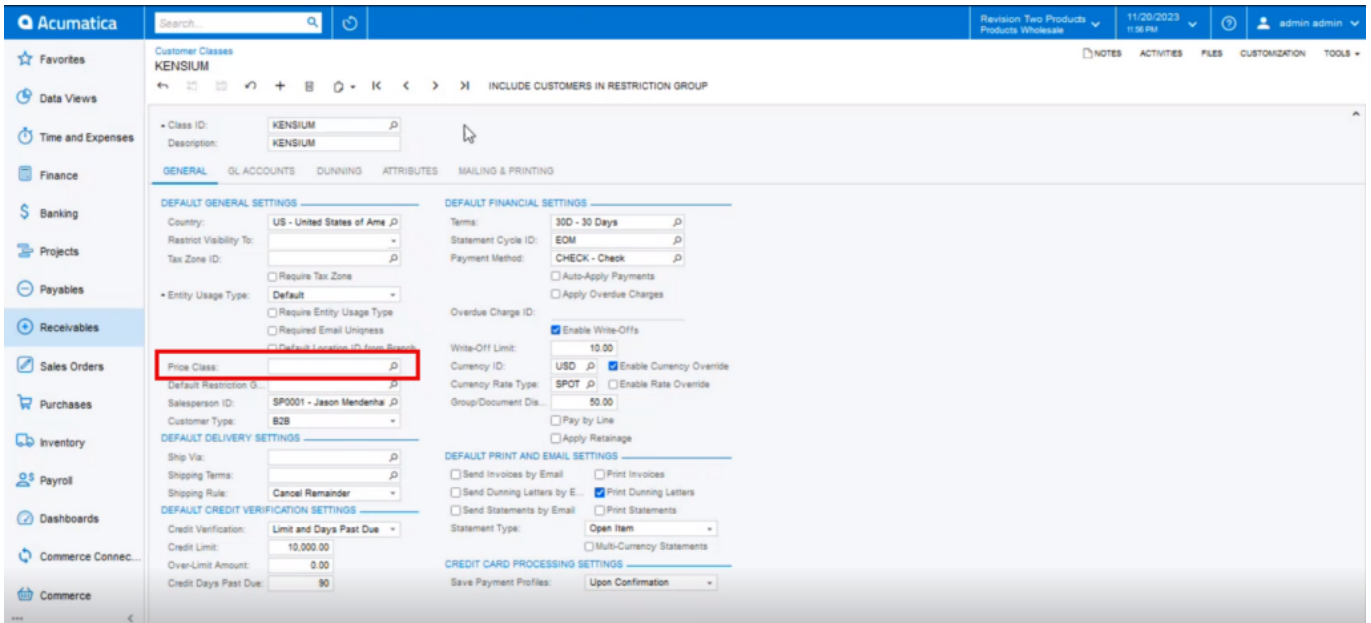 Acumatica
Search...
Revision Two Products
Products Wholesale
11/20/2023
11:56 PM
admin admin
Favorites
Data Views
Time and Expenses
Finance
Banking
Projects
Payables
Receivables
Sales Orders
Purchases
Inventory
Payroll
Dashboards
Commerce Connec...
Commerce
Customer Classes
KENSIUM
NOTES ACTIVITIES FILES CUSTOMIZATION TOOLS
INCLUDE CUSTOMERS IN RESTRICTION GROUP
Class ID: KENSIUM
Description: KENSIUM
GENERAL GL ACCOUNTS DUNNING ATTRIBUTES MAILING & PRINTING
DEFAULT GENERAL SETTINGS
Country: US - United States of Ame
Restrict Visibility To:
Tax Zone ID:
Require Tax Zone
Entity Usage Type: Default
Require Entity Usage Type
Required Email Uniqness
Default Location ID from Branch
Price Class:
Default Restriction G...
Salesperson ID: SP0001 - Jason Mendenhal
Customer Type: B2B
DEFAULT DELIVERY SETTINGS
Ship Via:
Shipping Terms:
Shipping Rule: Cancel Remainder
DEFAULT CREDIT VERIFICATION SETTINGS
Credit Verification: Limit and Days Past Due
Credit Limit: 10,000.00
Over-Limit Amount: 0.00
Credit Days Past Due: 90
DEFAULT FINANCIAL SETTINGS
Terms: 30D - 30 Days
Statement Cycle ID: EOM
Payment Method: CHECK - Check
Auto-Apply Payments
Apply Overdue Charges
Overdue Charge ID:
Enable Write-Offs
Write-Off Limit: 10.00
Currency ID: USD Enable Currency Override
Currency Rate Type: SPOT Enable Rate Override
Group/Document Dis... 50.00
Pay by Line
Apply Retainage
DEFAULT PRINT AND EMAIL SETTINGS
Send Invoices by Email Print Invoices
Send Dunning Letters by E... Print Dunning Letters
Send Statements by Email Print Statements
Statement Type: Open Item
Multi-Currency Statements
CREDIT CARD PROCESSING SETTINGS
Save Payment Profiles: Upon Confirmation